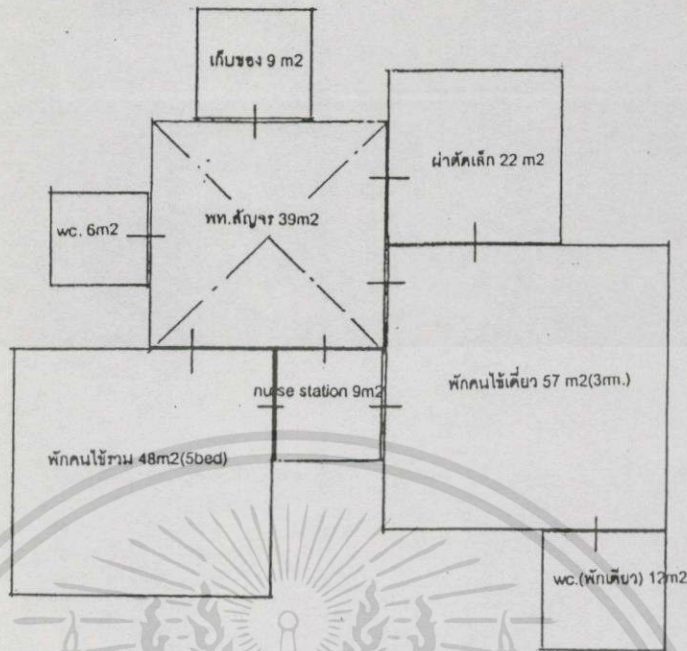 เก็บของ 9 m2
ผ่าตัดเล็ก 22 m2
พท.สัญจร 39m2
wc. 6m2
nurse station 9m2
พักคนไข้เดี่ยว 57 m2(3rm.)
พักคนไข้รวม 48m2(5bed)
wc.(พักเดียว) 12m2